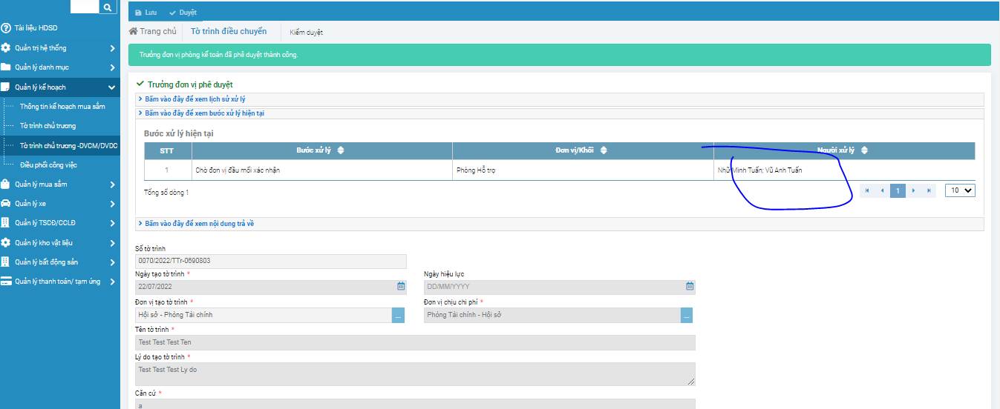 Lưu Duyệt
Tài liệu HDSD
Trang chủ Tờ trình điều chuyển Kiểm duyệt
Quản trị hệ thống
Trưởng đơn vị phòng kế toán đã phê duyệt thành công.
Quản lý danh mục
Quản lý kế hoạch
Thông tin kế hoạch mua sắm
Tờ trình chủ trương
Tờ trình chủ trương -DVCM/DVDC
Điều phối công việc
Quản lý mua sắm
Quản lý xe
Quản lý TSCĐ/CCLĐ
Quản lý kho vật liệu
Quản lý bất động sản
Quản lý thanh toán/ tạm ứng
Trưởng đơn vị phê duyệt
Bấm vào đây để xem lịch sử xử lý
Bấm vào đây để xem bước xử lý hiện tại
Bước xử lý hiện tại
STT Bước xử lý Đơn vị/Khối Người xử lý
1 Chờ đơn vị đầu mối xác nhận Phòng Hỗ trợ Nhữ Minh Tuấn; Vũ Anh Tuấn
Tổng số dòng 1 1 10
Bấm vào đây để xem nội dung trả về
Số tờ trình
0070/2022/TTr-0690803
Ngày tạo tờ trình * Ngày hiệu lực
22/07/2022 DD/MM/YYYY
Đơn vị tạo tờ trình * Đơn vị chịu chi phí *
Hội sở - Phòng Tài chính ... Phòng Tài chính - Hội sở ...
Tên tờ trình *
Test Test Test Ten
Lý do tạo tờ trình *
Test Test Test Ly do
Căn cứ *
a